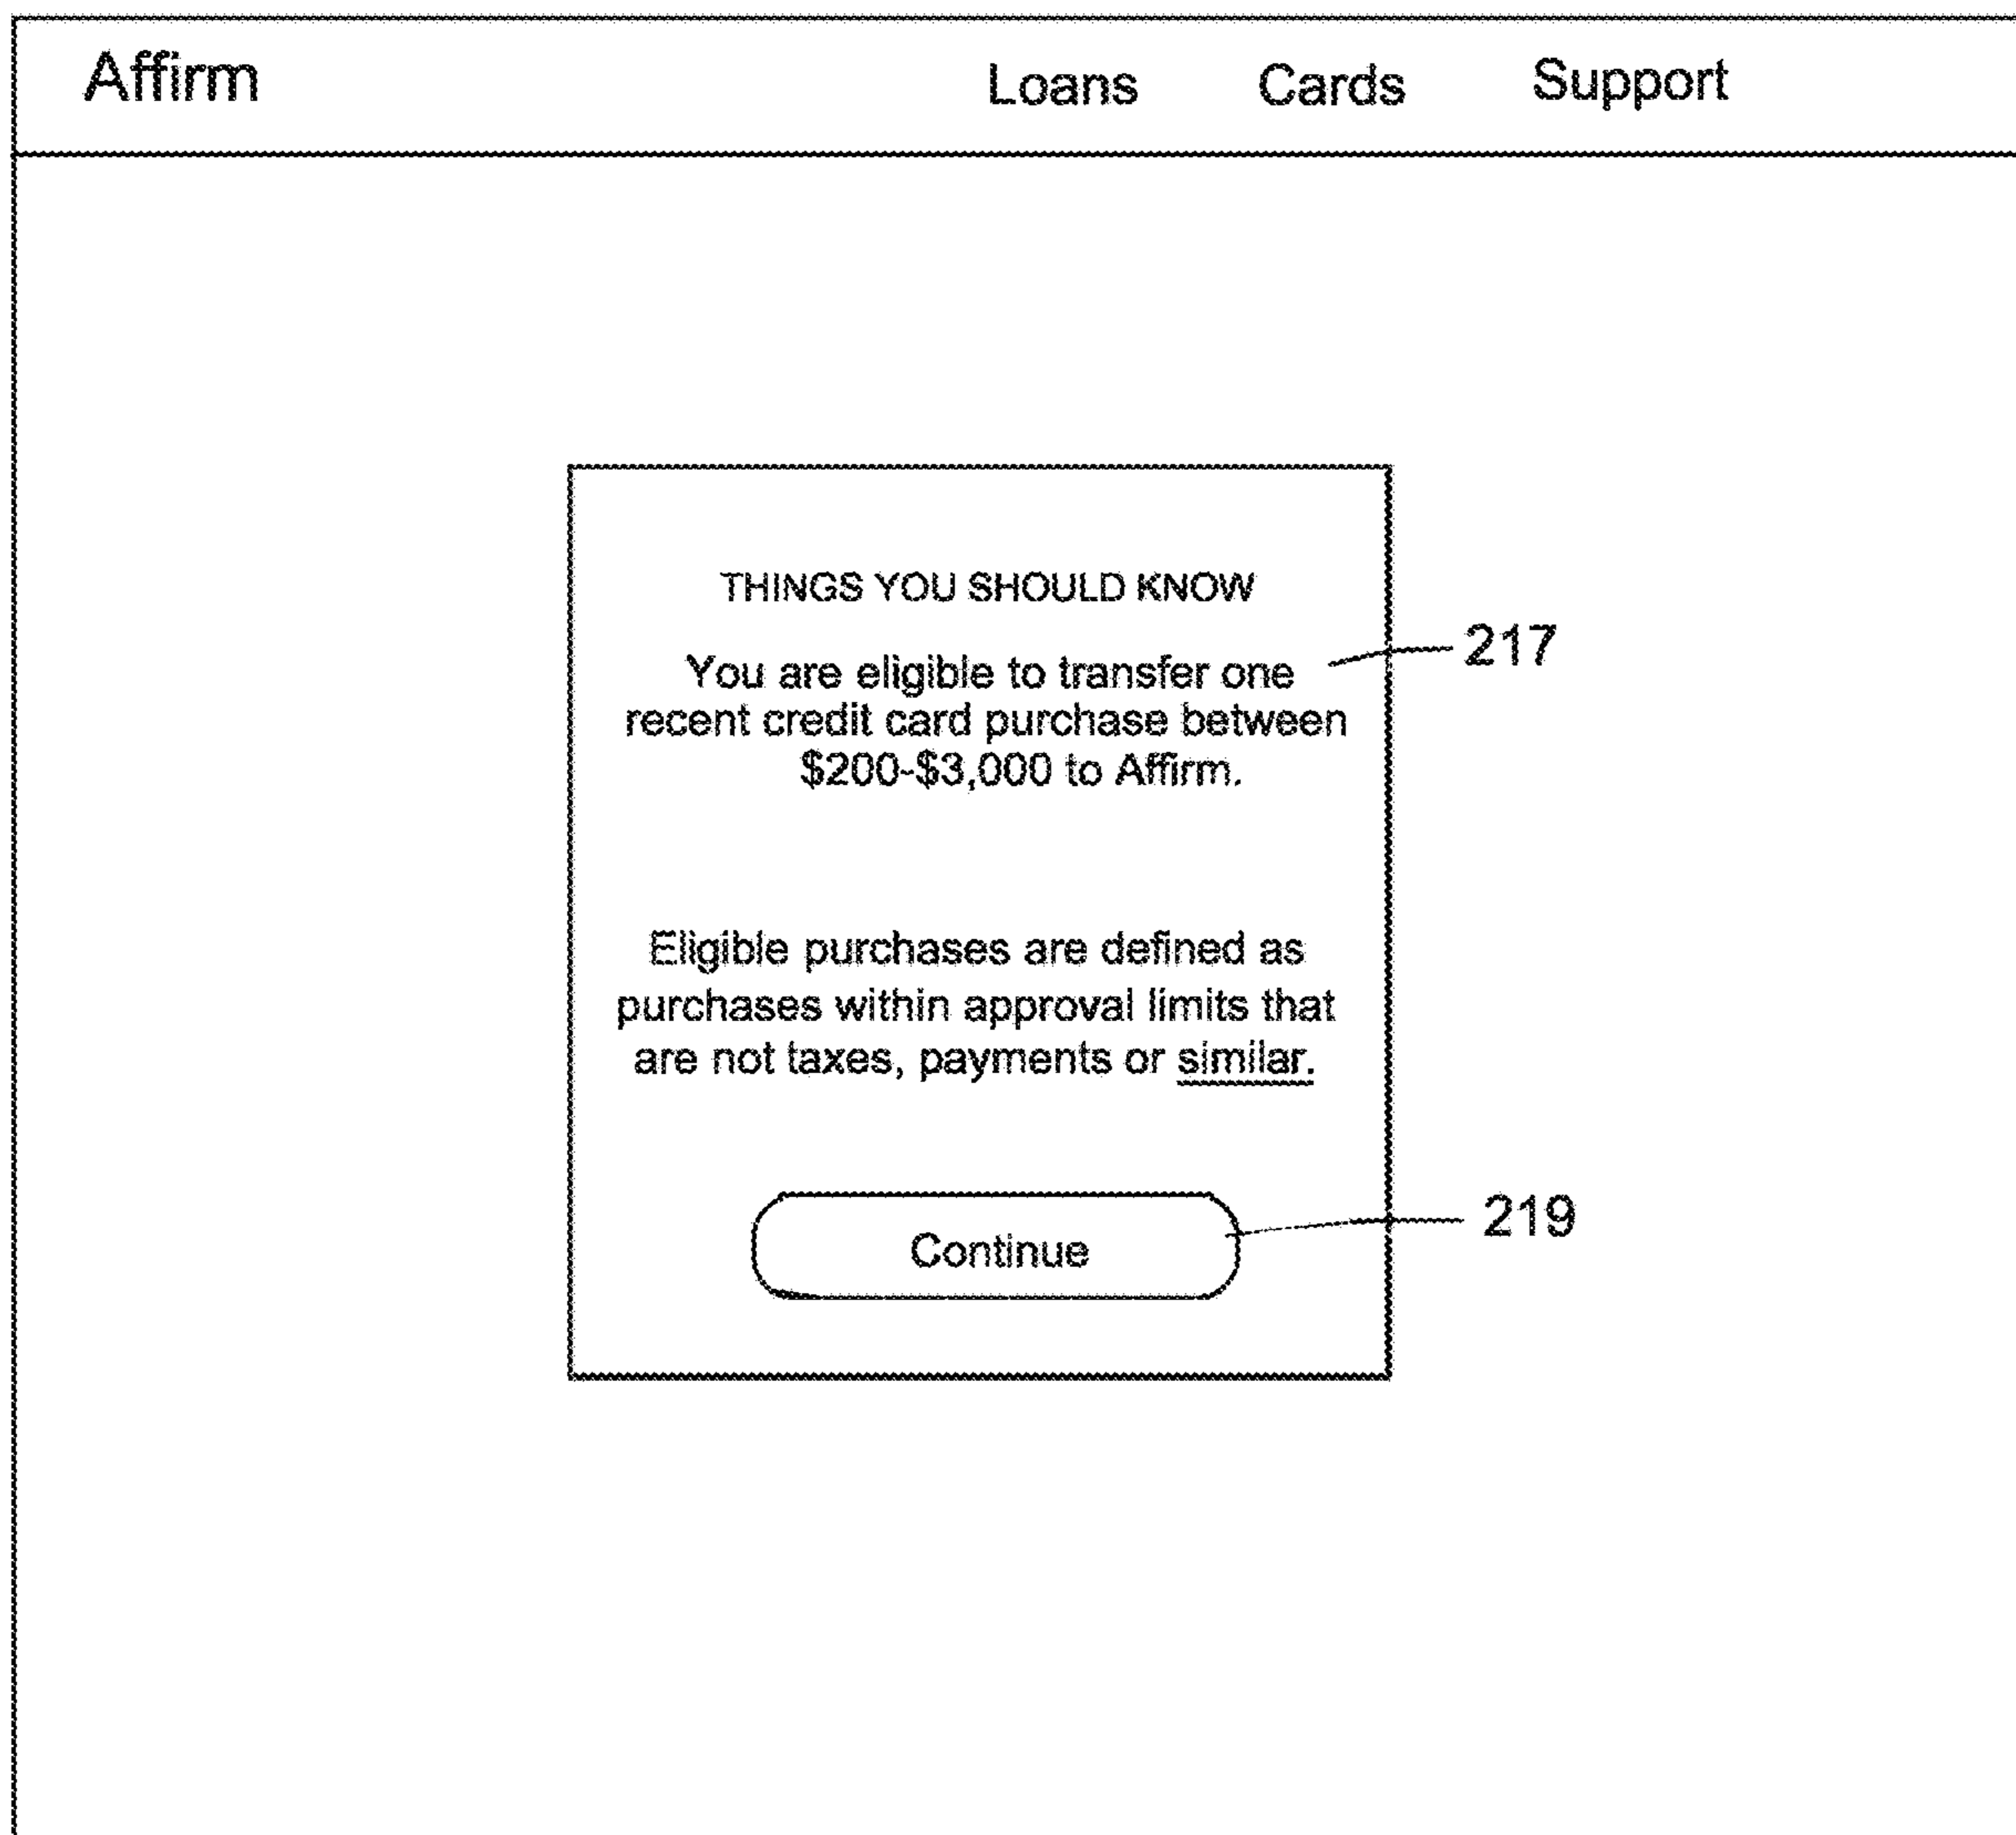 Affirm Loans Cards Support
THINGS YOU SHOULD KNOW
You are eligible to transfer one
217
recent credit card purchase between
$200-$3,000 to Affirm.
Eligible purchases are defined as
purchases within approval limits that
are not taxes, payments or similar.
Continue
219